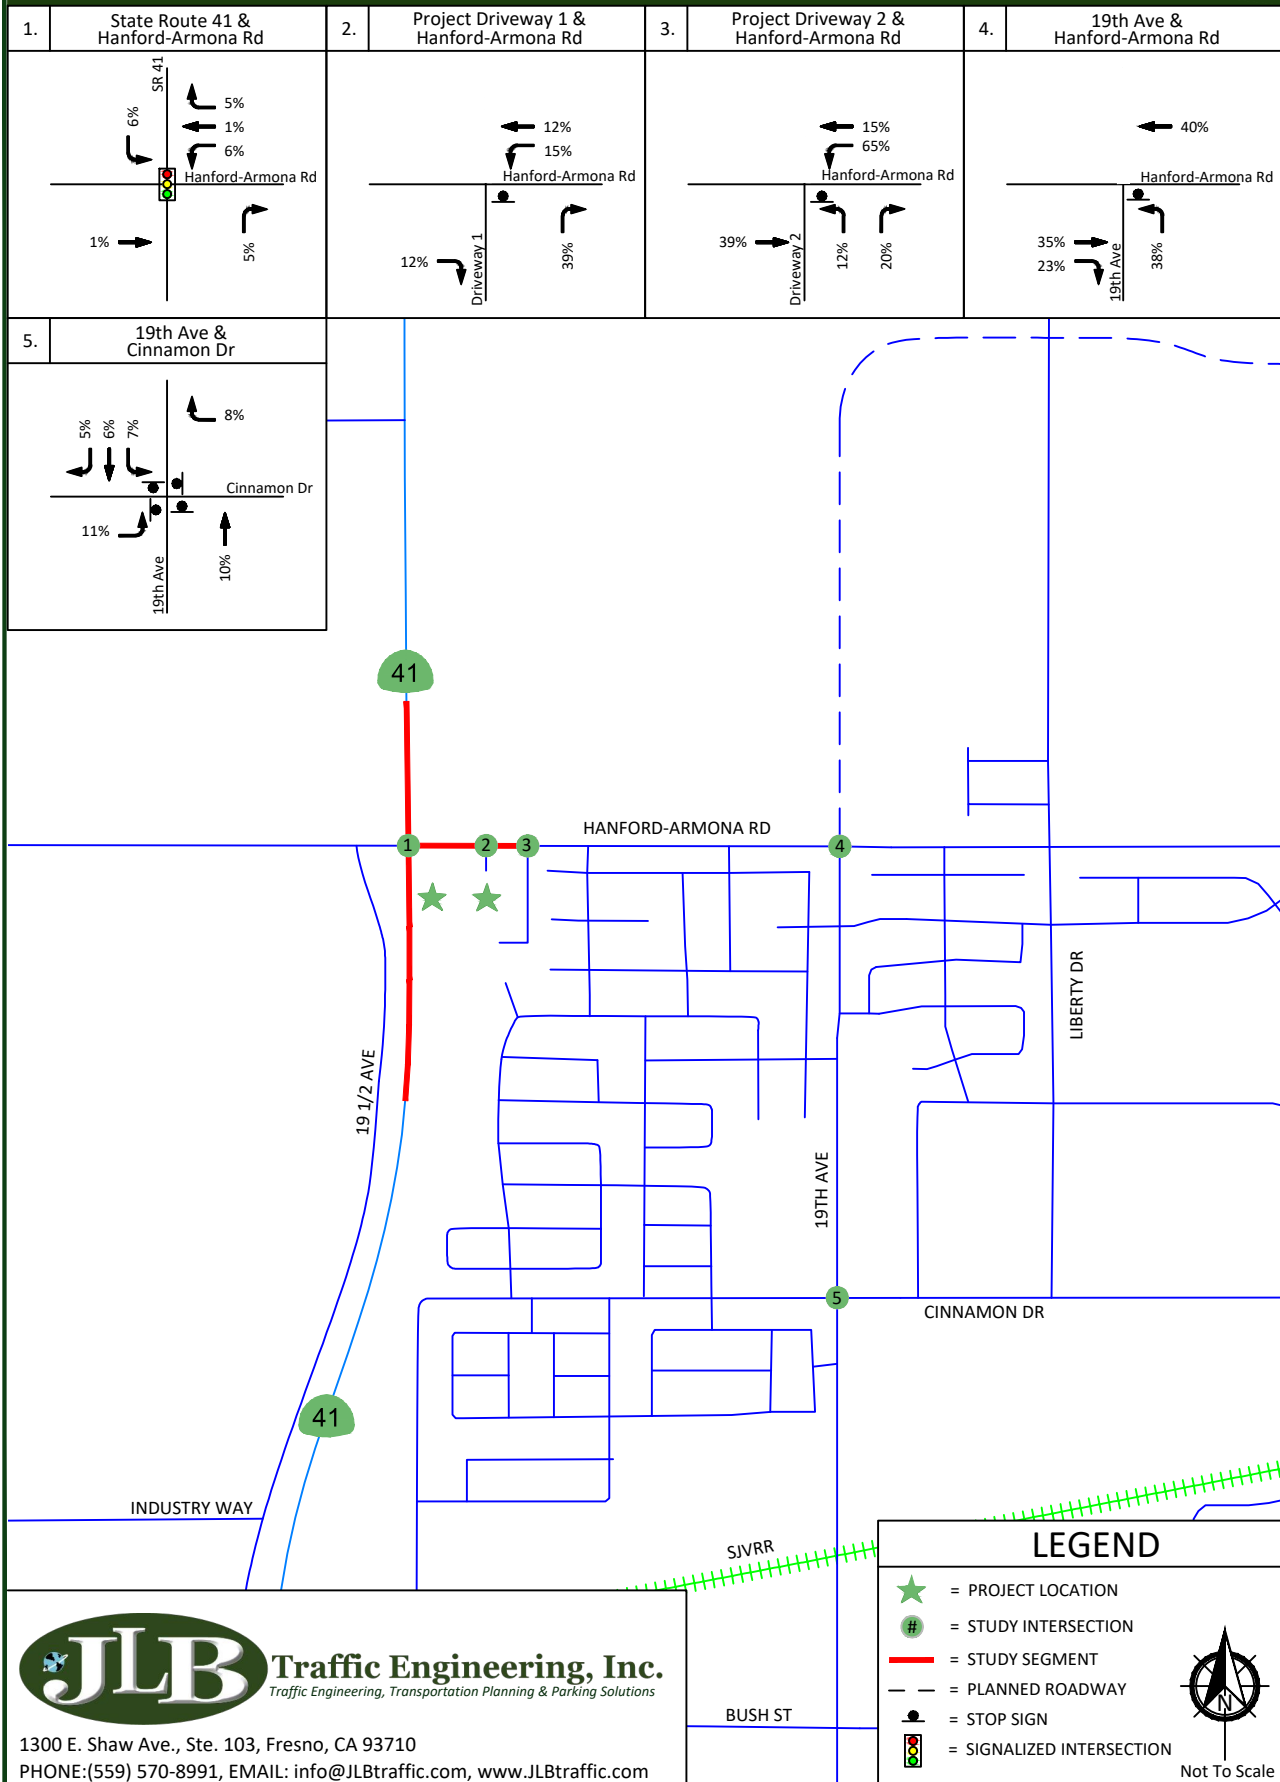 1.
State Route 41 &
Hanford-Armona Rd
SR 41
6%
5%
1%
6%
Hanford-Armona Rd
1%
5%
2.
Project Driveway 1 &
Hanford-Armona Rd
12%
15%
Hanford-Armona Rd
12%
Driveway 1
39%
3.
Project Driveway 2 &
Hanford-Armona Rd
15%
65%
Hanford-Armona Rd
39%
Driveway 2
12%
20%
4.
19th Ave &
Hanford-Armona Rd
40%
Hanford-Armona Rd
35%
23%
19th Ave
38%
5.
19th Ave &
Cinnamon Dr
5%
6%
7%
8%
Cinnamon Dr
11%
19th Ave
10%
41
HANFORD-ARMONA RD
1
2
3
4
19 1/2 AVE
LIBERTY DR
19TH AVE
5
CINNAMON DR
41
INDUSTRY WAY
SJVRR
BUSH ST
LEGEND
= PROJECT LOCATION
# = STUDY INTERSECTION
= STUDY SEGMENT
= PLANNED ROADWAY
= STOP SIGN
= SIGNALIZED INTERSECTION
N
Not To Scale
JLB
Traffic Engineering, Inc.
Traffic Engineering, Transportation Planning & Parking Solutions
1300 E. Shaw Ave., Ste. 103, Fresno, CA 93710
PHONE:(559) 570-8991, EMAIL: info@JLBtraffic.com, www.JLBtraffic.com